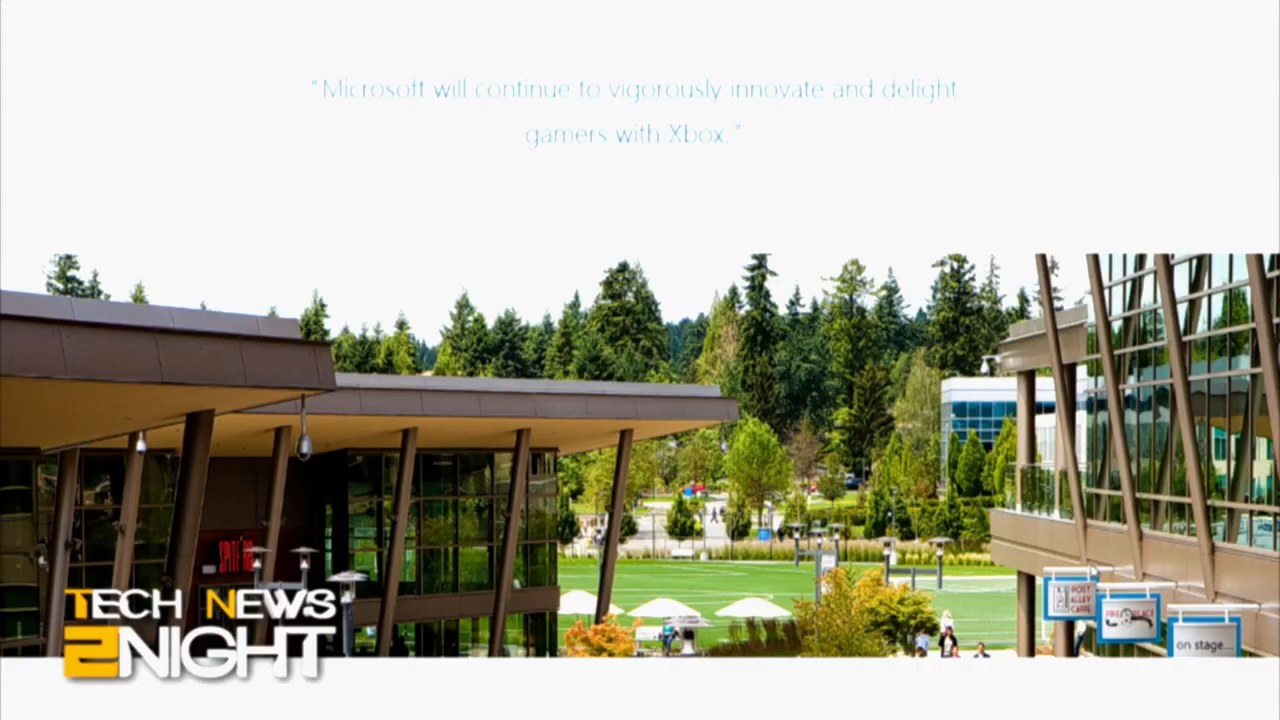 “Microsoft will continue to vigorously innovate and delight
gamers with Xbox.”
SPITFIRE
POST
ALLEY
CAFFE
on stage...
TECH NEWS
2NIGHT